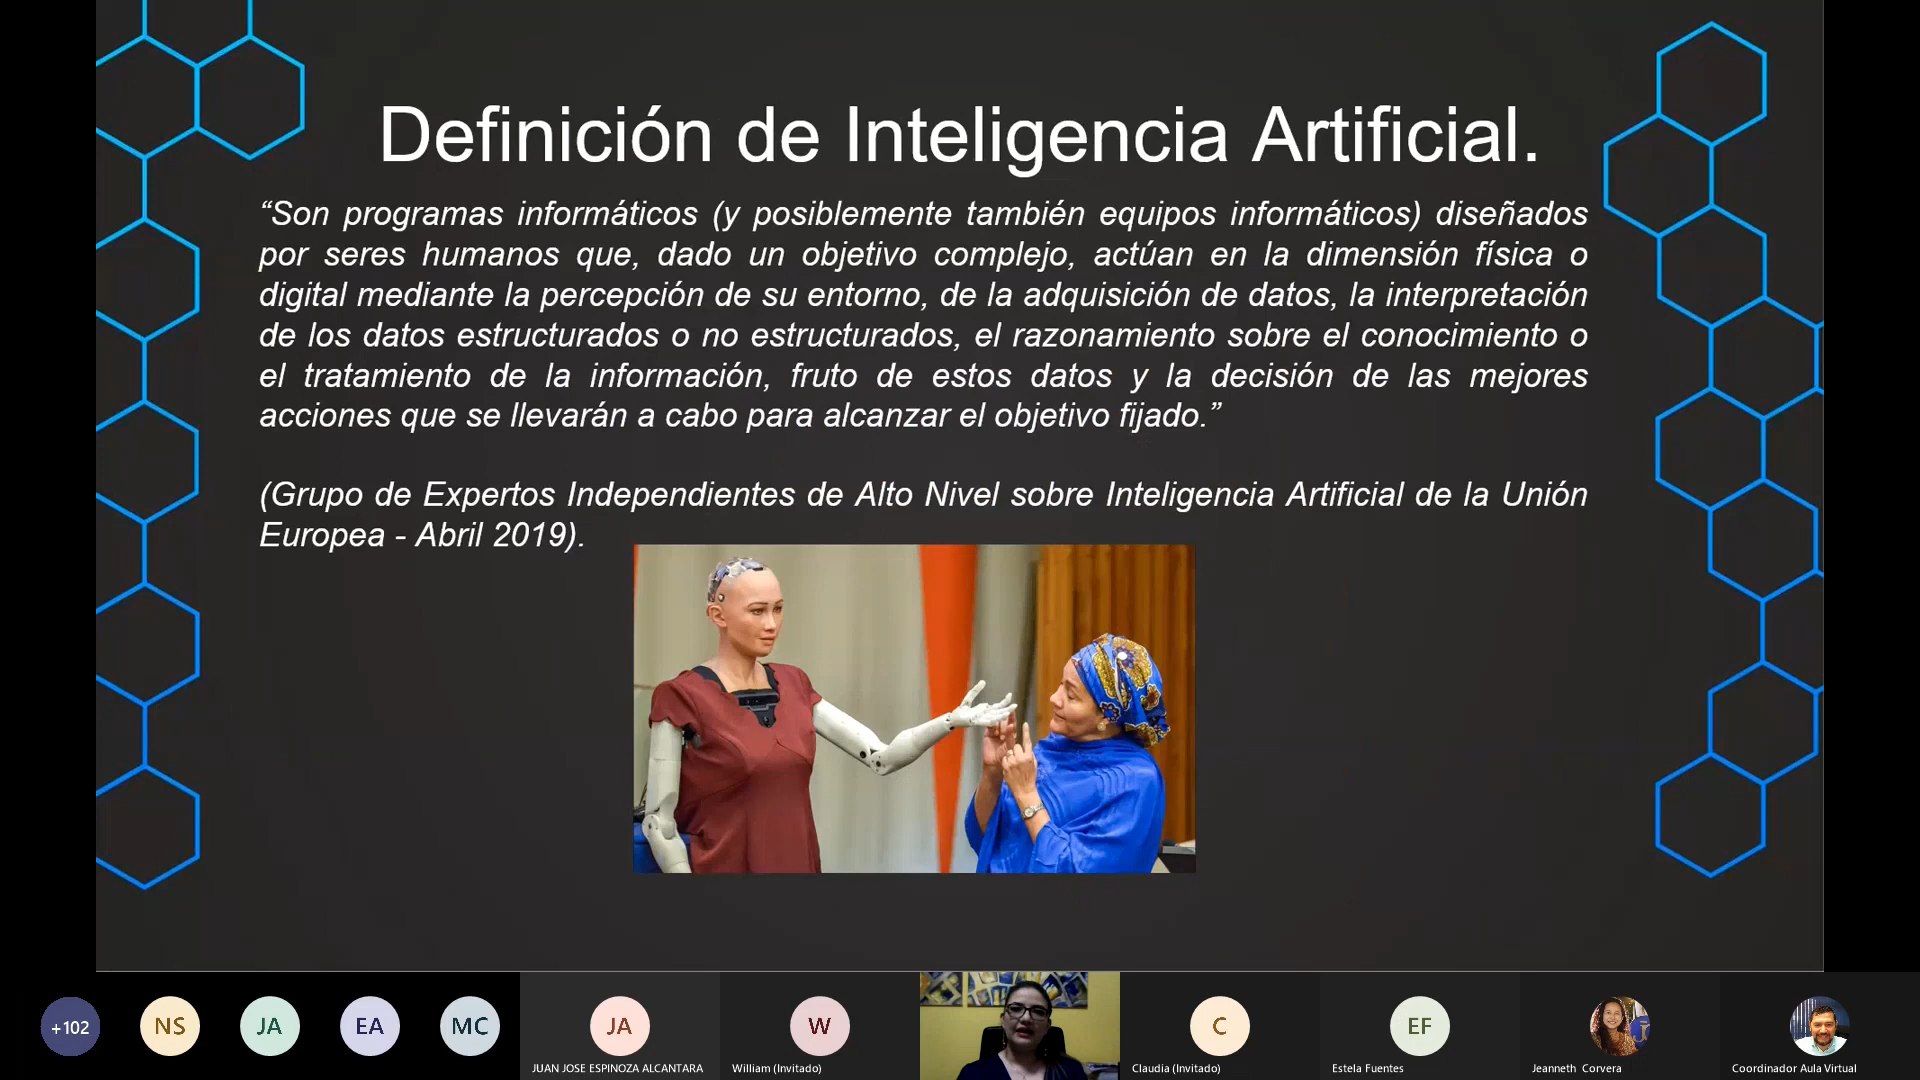 Definición de Inteligencia Artificial.
“Son programas informáticos (y posiblemente también equipos informáticos) diseñados
por seres humanos que, dado un objetivo complejo, actúan en la dimensión física o
digital mediante la percepción de su entorno, de la adquisición de datos, la interpretación
de los datos estructurados o no estructurados, el razonamiento sobre el conocimiento o
el tratamiento de la información, fruto de estos datos y la decisión de las mejores
acciones que se llevarán a cabo para alcanzar el objetivo fijado.”
(Grupo de Expertos Independientes de Alto Nivel sobre Inteligencia Artificial de la Unión
Europea - Abril 2019).
+102
NS
JA
EA
MC
JA
W
C
EF
JUAN JOSE ESPINOZA ALCANTARA
William (Invitado)
Claudia (Invitado)
Estela Fuentes
Jeanneth Corvera
Coordinador Aula Virtual